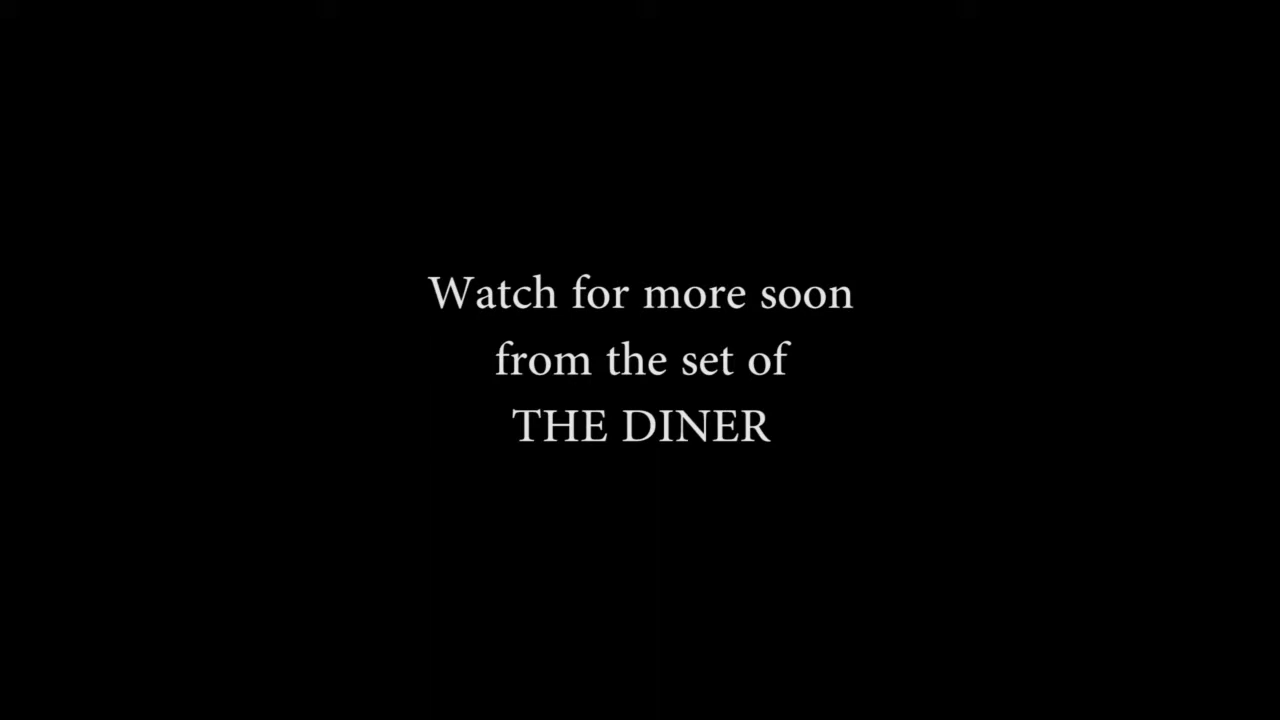 Watch for more soon
from the set of
THE DINER